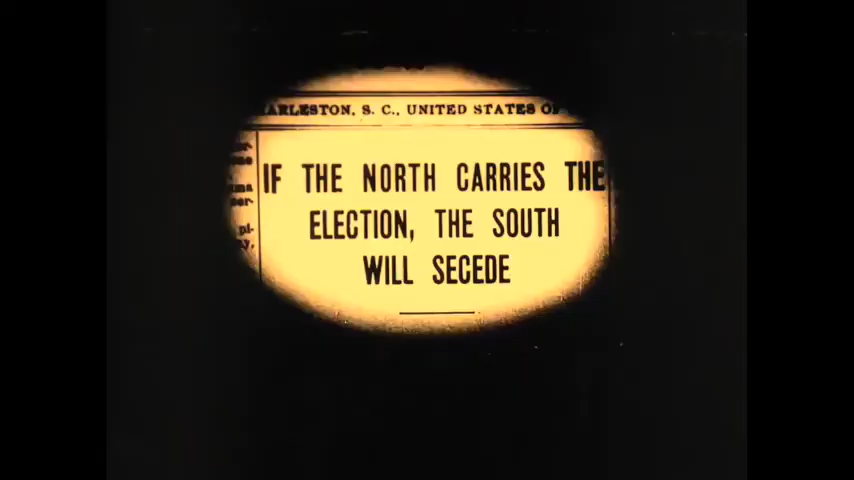 ARLESTON, S. C., UNITED STATES O
IF THE NORTH CARRIES THE
ELECTION, THE SOUTH
WILL SECEDE